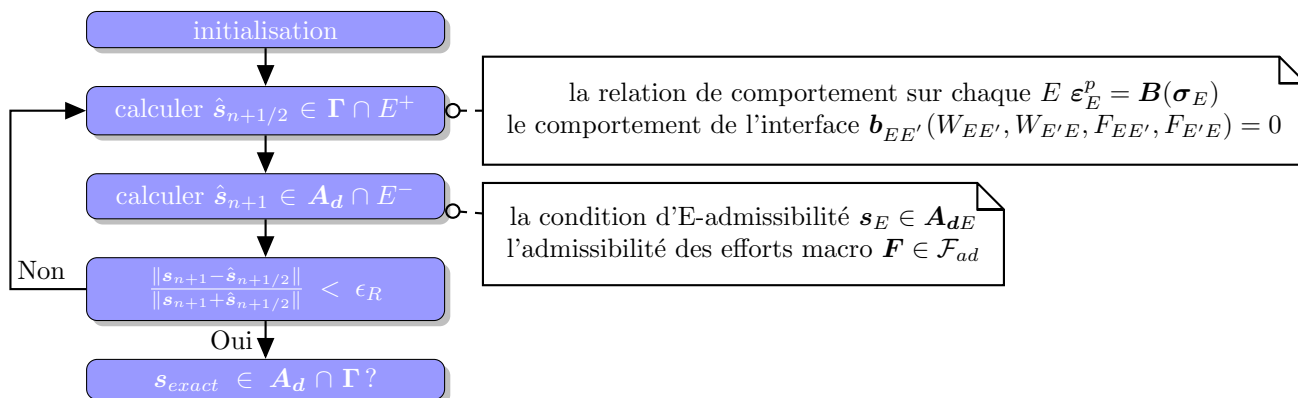 initialisation
calculer ŝ_{n+1/2} ∈ Γ ∩ E⁺
la relation de comportement sur chaque E ε_E^p = B(σ_E)
le comportement de l'interface b_{EE'}(W_{EE'}, W_{E'E}, F_{EE'}, F_{E'E}) = 0
calculer ŝ_{n+1} ∈ A_d ∩ E⁻
la condition d'E-admissibilité s_E ∈ A_{dE}
l'admissibilité des efforts macro F ∈ F_{ad}
Non
‖s_{n+1}−ŝ_{n+1/2}‖ / ‖s_{n+1}+ŝ_{n+1/2}‖ < ϵ_R
Oui
s_{exact} ∈ A_d ∩ Γ ?